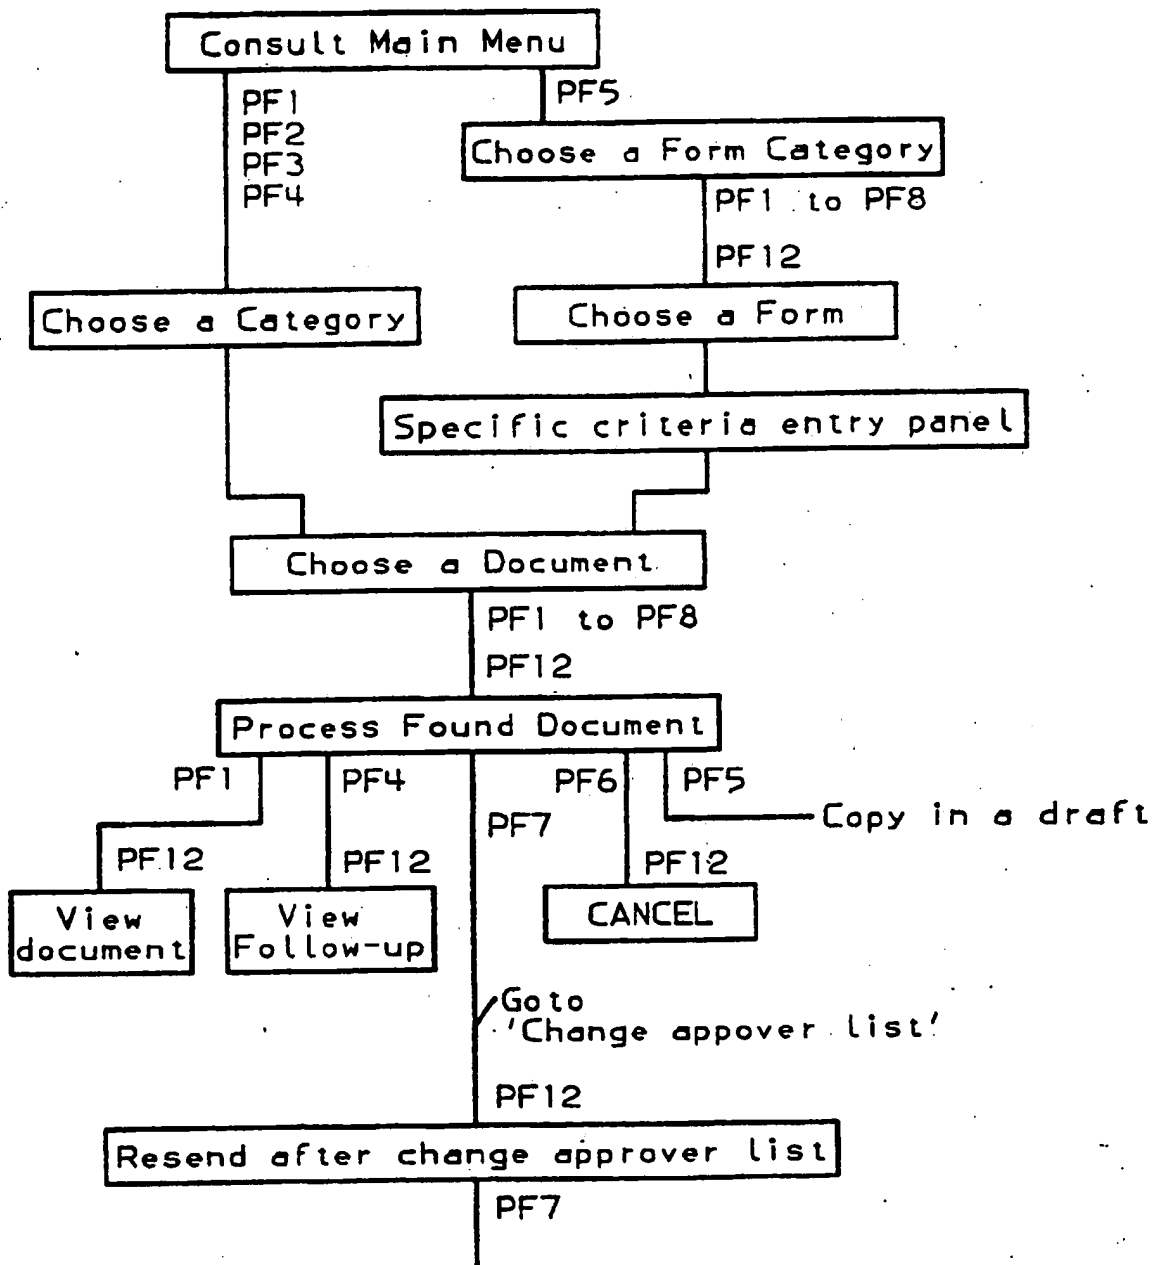 Consult Main Menu
PF1
PF2
PF3
PF4
PF5
Choose a Form Category
PF1 to PF8
PF12
Choose a Category
Choose a Form
Specific criteria entry panel
Choose a Document
PF1 to PF8
PF12
Process Found Document
PF1
PF4
PF7
PF6
PF5
Copy in a draft
PF12
PF12
PF12
View
document
View
Follow-up
CANCEL
Goto
'Change appover list'
PF12
Resend after change approver list
PF7